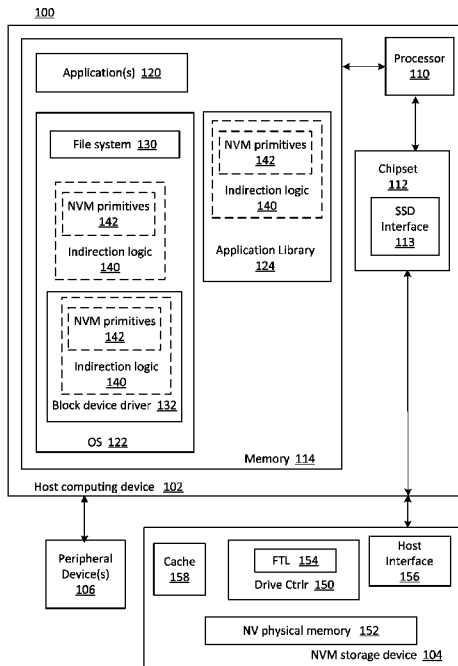 100
Application(s) 120
Processor
110
File system 130
NVM primitives
142
Indirection logic
140
Application Library
124
NVM primitives
142
Indirection logic
140
NVM primitives
142
Indirection logic
140
Block device driver 132
OS 122
Memory 114
Chipset
112
SSD
Interface
113
Host computing device 102
Peripheral
Device(s)
106
Cache
158
FTL 154
Drive Ctrlr 150
Host
Interface
156
NV physical memory 152
NVM storage device 104